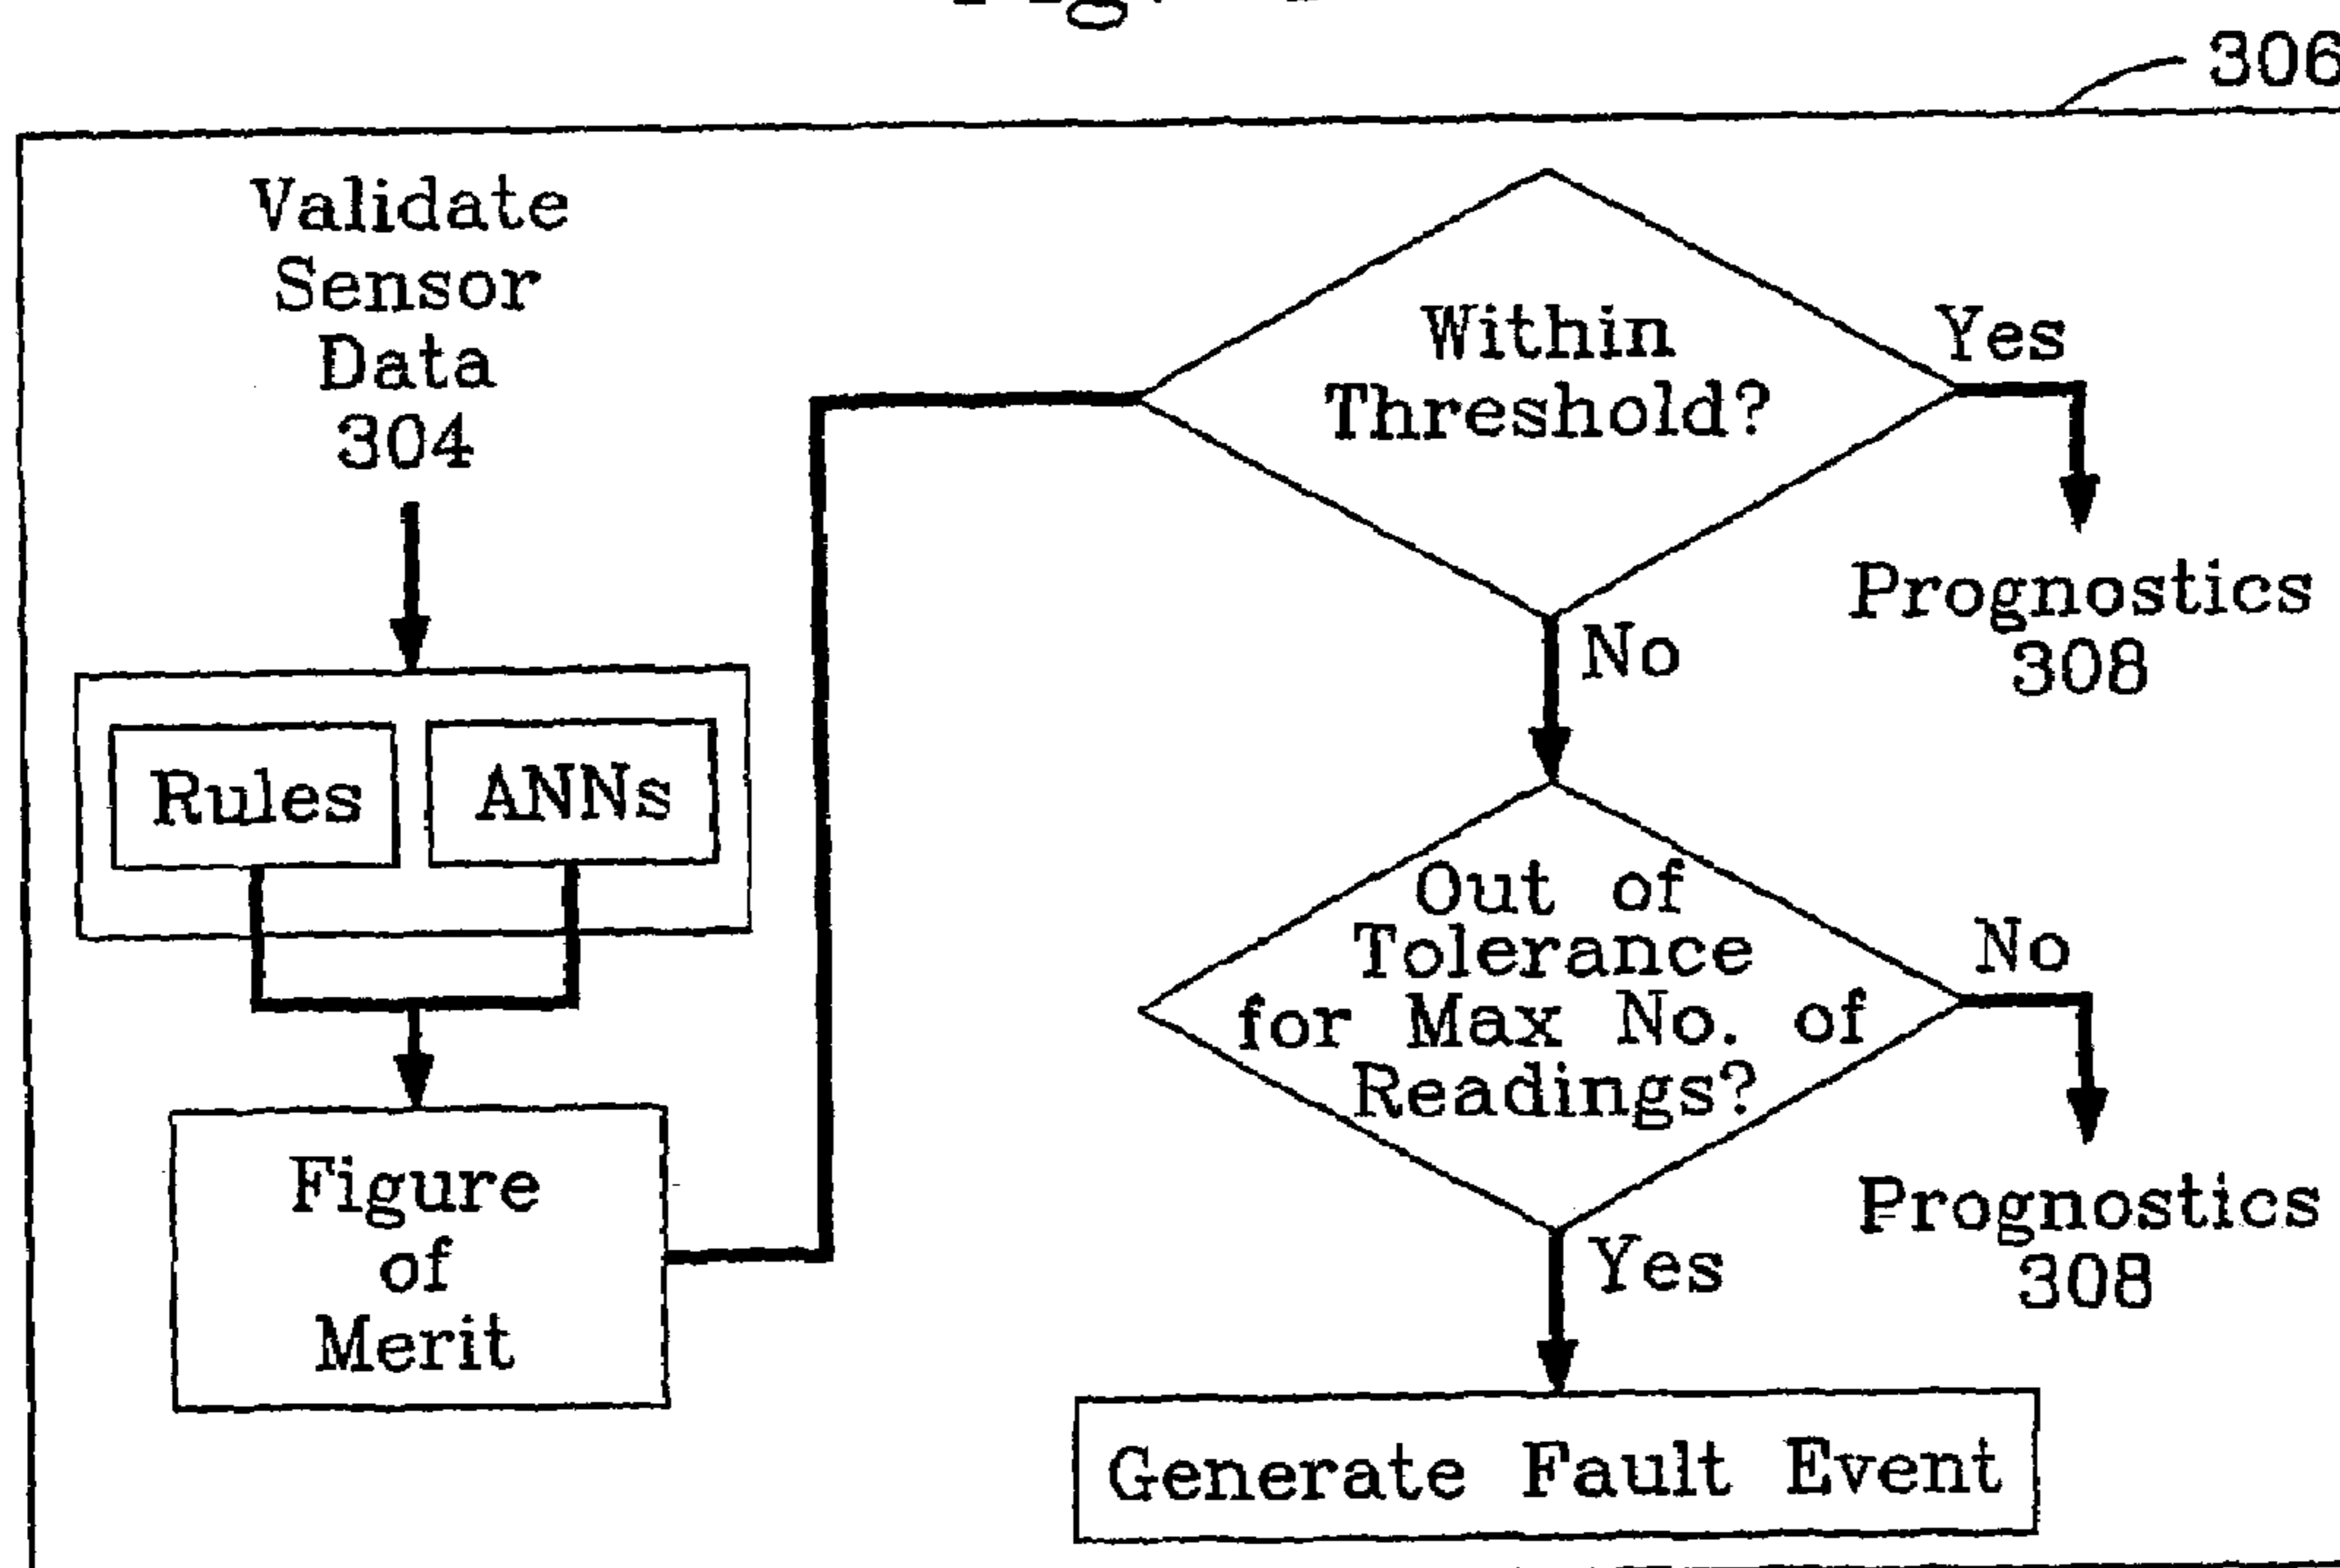 306
Validate
Sensor
Data
304
Rules
ANNs
Figure
of
Merit
Within
Threshold?
Yes
Prognostics
308
No
Out of
Tolerance
for Max No. of
Readings?
No
Prognostics
308
Yes
Generate Fault Event